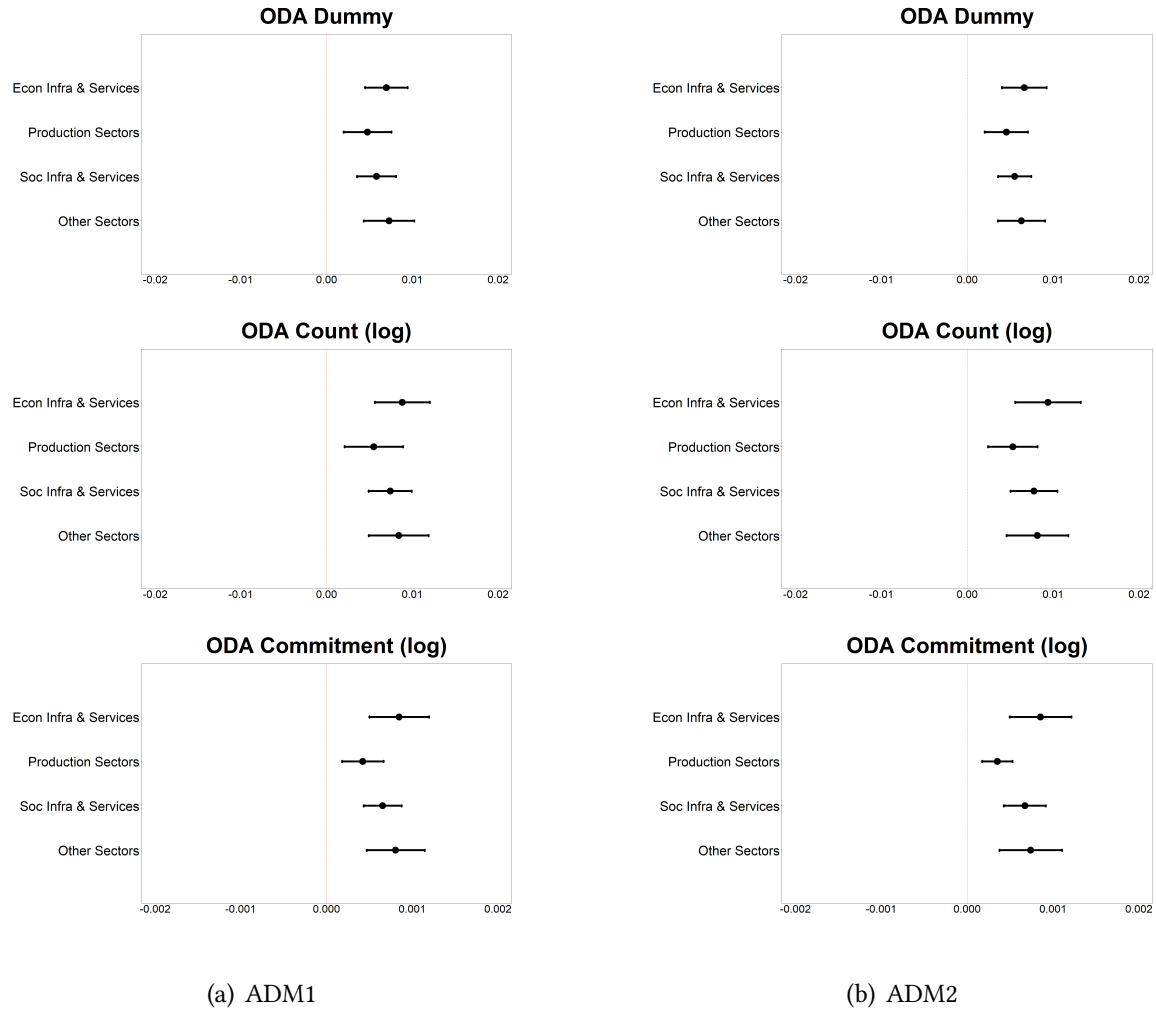 ODA Dummy
Econ Infra & Services
Production Sectors
Soc Infra & Services
Other Sectors
-0.02 -0.01 0.00 0.01 0.02
ODA Count (log)
Econ Infra & Services
Production Sectors
Soc Infra & Services
Other Sectors
-0.02 -0.01 0.00 0.01 0.02
ODA Commitment (log)
Econ Infra & Services
Production Sectors
Soc Infra & Services
Other Sectors
-0.002 -0.001 0.000 0.001 0.002
(a) ADM1
ODA Dummy
Econ Infra & Services
Production Sectors
Soc Infra & Services
Other Sectors
-0.02 -0.01 0.00 0.01 0.02
ODA Count (log)
Econ Infra & Services
Production Sectors
Soc Infra & Services
Other Sectors
-0.02 -0.01 0.00 0.01 0.02
ODA Commitment (log)
Econ Infra & Services
Production Sectors
Soc Infra & Services
Other Sectors
-0.002 -0.001 0.000 0.001 0.002
(b) ADM2